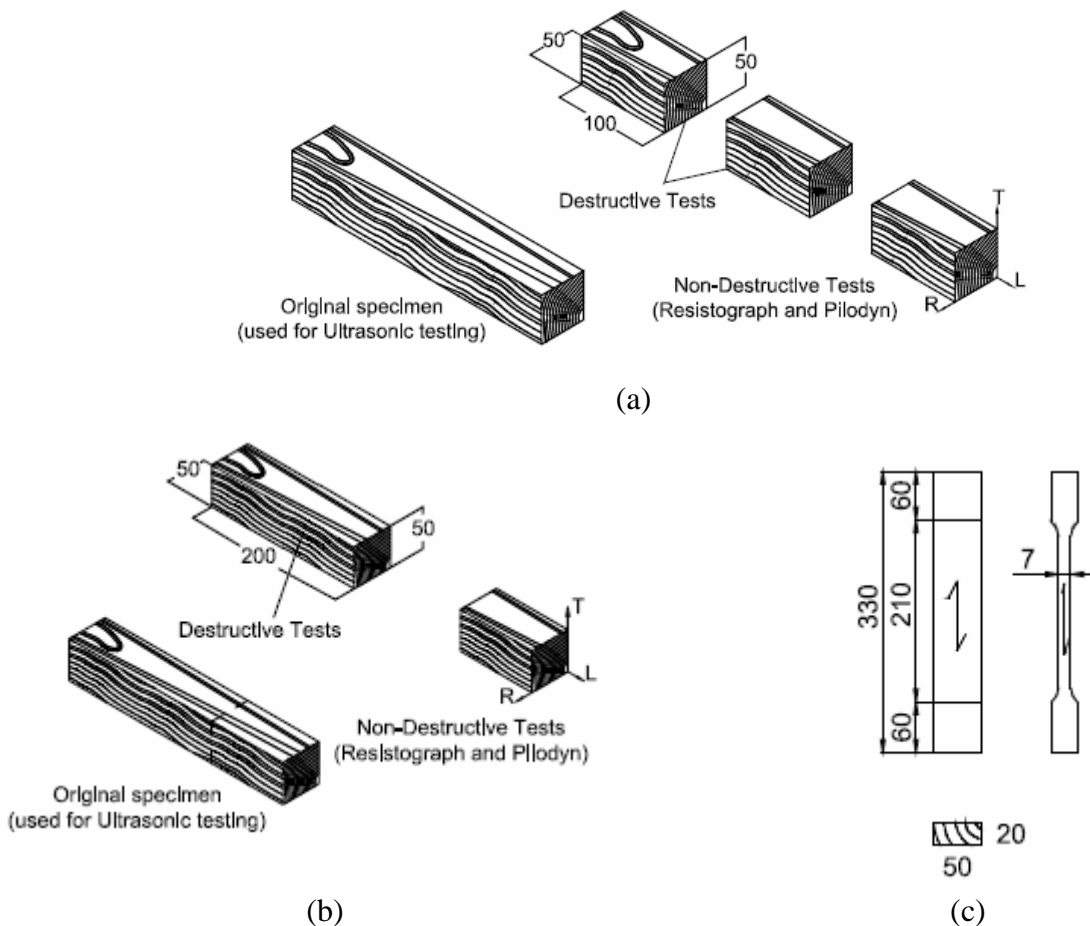 50
50
100
Destructive Tests
T
L
R
Original specimen
(used for Ultrasonic testing)
Non-Destructive Tests
(Resistograph and Pilodyn)
(a)
50
50
200
Destructive Tests
T
L
R
Non-Destructive Tests
(Resistograph and Pilodyn)
Original specimen
(used for Ultrasonic testing)
(b)
60
7
330
210
60
20
50
(c)